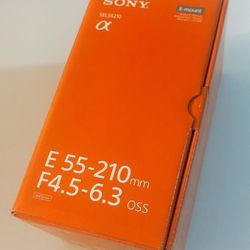 SONY
SEL55210
α
E-mount
E 55-210mm
F4.5-6.3 OSS